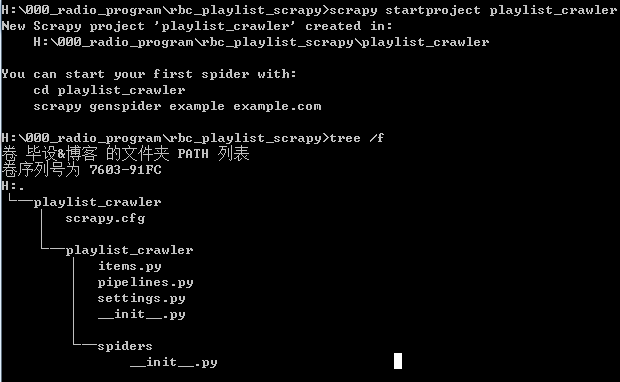 H:\000_radio_program\rbc_playlist_scrapy>scrapy startproject playlist_crawler
New Scrapy project 'playlist_crawler' created in:
    H:\000_radio_program\rbc_playlist_scrapy\playlist_crawler
You can start your first spider with:
    cd playlist_crawler
    scrapy genspider example example.com
H:\000_radio_program\rbc_playlist_scrapy>tree /f
卷 毕设&博客 的文件夹 PATH 列表
卷序列号为 7603-91FC
H:.
└──playlist_crawler
    scrapy.cfg
    └──playlist_crawler
        items.py
        pipelines.py
        settings.py
        __init__.py
        └──spiders
            __init__.py